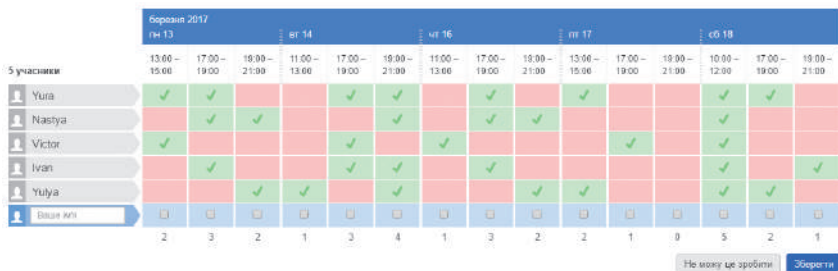 березня 2017
пн 13 вт 14 чт 16 пт 17 сб 18
13:00 – 15:00 17:00 – 19:00 19:00 – 21:00 11:00 – 13:00 17:00 – 19:00 19:00 – 21:00 11:00 – 13:00 17:00 – 19:00 19:00 – 21:00 13:00 – 15:00 17:00 – 19:00 19:00 – 21:00 10:00 – 12:00 17:00 – 19:00 19:00 – 21:00
5 учасники
Yura
Nastya
Victor
Ivan
Yulya
Ваше ім'я
2 3 2 1 3 4 1 3 2 2 1 0 5 2 1
Не можу це зробити Зберегти